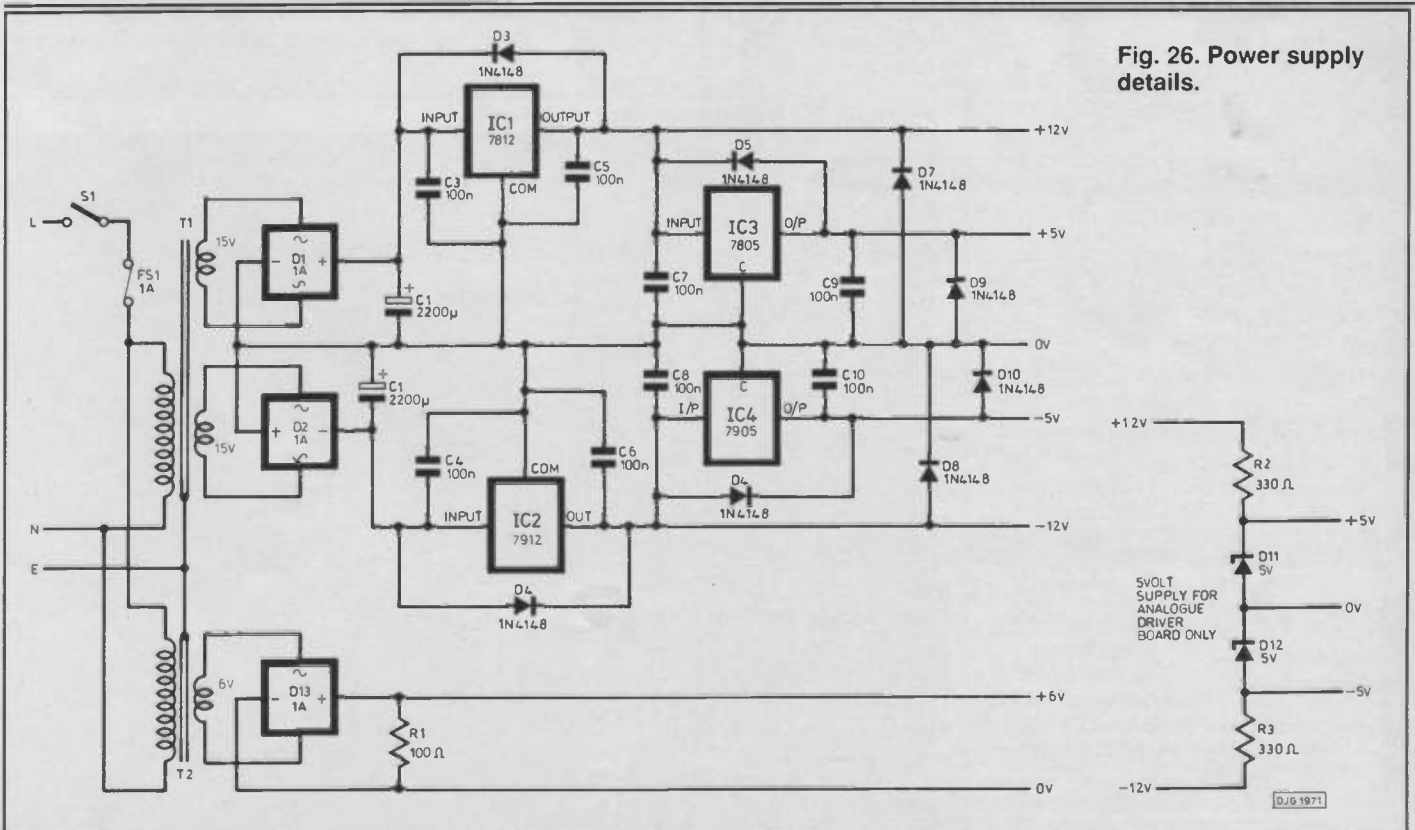 Fig. 26. Power supply
details.
D3
1N4148
INPUT
IC1
7812
OUTPUT
COM
C3
100n
C5
100n
+12V
D5
1N4148
D7
1N4148
S1
L
T1
15V
D1
1A
+
-
~
~
FS1
1A
INPUT
IC3
7805
O/P
C
+5V
+
C1
2200µ
C7
100n
C9
100n
D9
1N4148
0V
15V
D2
1A
+
-
~
~
+
C1
2200µ
C8
100n
C
I/P
IC4
7905
O/P
C10
100n
D10
1N4148
-5V
C4
100n
COM
C6
100n
INPUT
IC2
7912
OUT
D4
1N4148
D8
1N4148
N
-12V
E
D4
1N4148
+12V
R2
330Ω
+5V
D11
5V
5VOLT
SUPPLY FOR
ANALOGUE
DRIVER
BOARD ONLY
0V
D12
5V
-5V
R3
330Ω
-12V
6V
D13
1A
-
+
~
~
+6V
R1
100Ω
T2
0V
DJG 1971